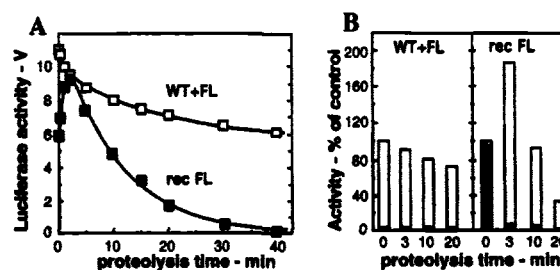 A
Luciferase activity - V
10
8
6
4
2
0
WT+FL
rec FL
0 10 20 30 40
proteolysis time - min
B
Activity - % of control
200
160
120
80
40
0
WT+FL
rec FL
0 3 10 20
0 3 10 20
proteolysis time - min